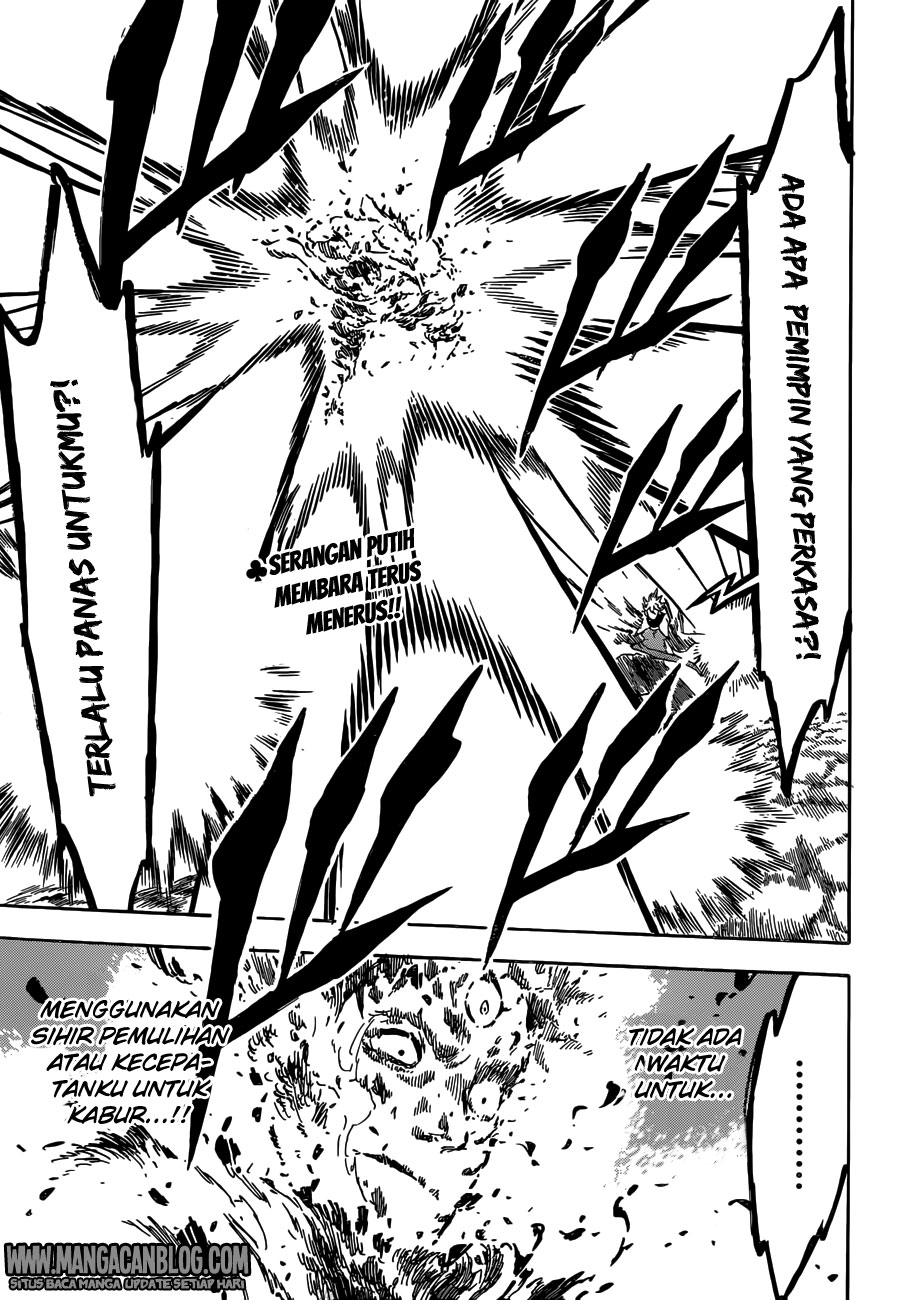 ADA APA PEMIMPIN YANG PERKASA?!
TERLALU PANAS UNTUKMU?!
♣SERANGAN PUTIH
MEMBARA TERUS
MENERUS!!
..........
TIDAK ADA
WAKTU
UNTUK...
MENGGUNAKAN
SIHIR PEMULIHAN
ATAU KECEPA-
TANKU UNTUK
KABUR...!!
WWW.MANGACANBLOG.COM
SITUS BACA MANGA UPDATE SETIAP HARI